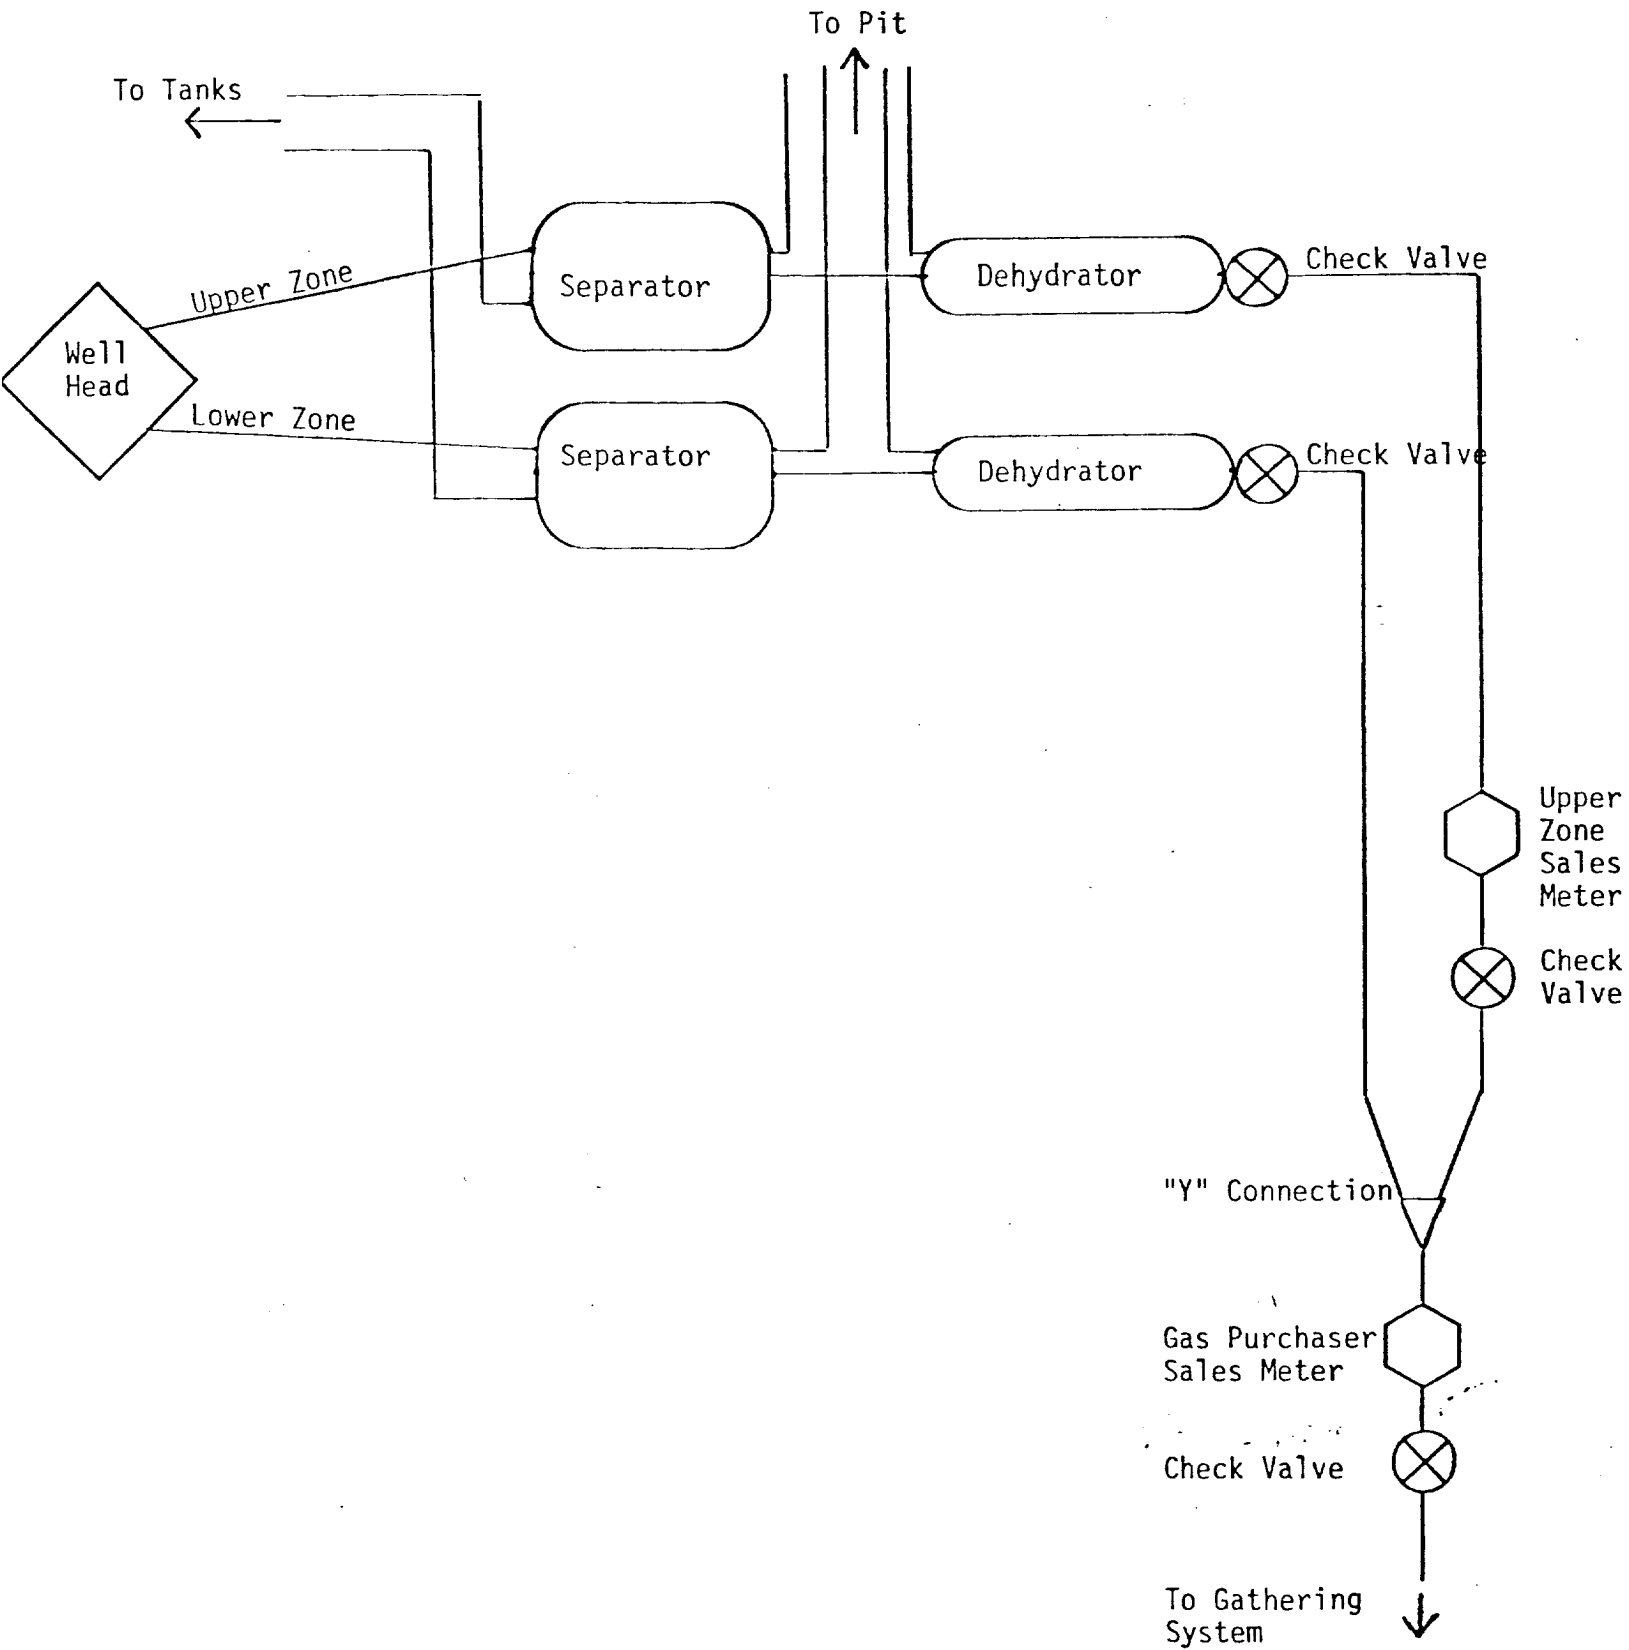 To Pit
To Tanks
Upper Zone
Separator
Dehydrator
Check Valve
Well
Head
Lower Zone
Separator
Dehydrator
Check Valve
Upper
Zone
Sales
Meter
Check
Valve
"Y" Connection
Gas Purchaser
Sales Meter
Check Valve
To Gathering
System